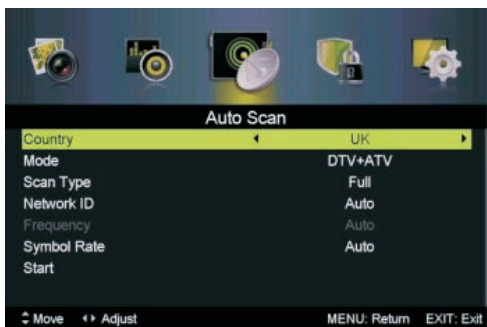 Auto Scan
Country UK
Mode DTV+ATV
Scan Type Full
Network ID Auto
Frequency Auto
Symbol Rate Auto
Start
Move Adjust MENU: Return EXIT: Exit